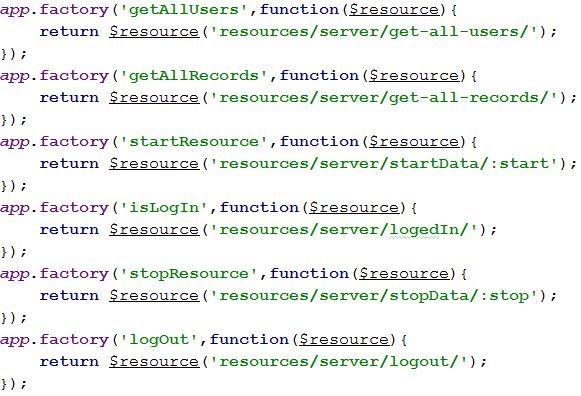 app.factory('getAllUsers',function($resource){
    return $resource('resources/server/get-all-users/');
});
app.factory('getAllRecords',function($resource){
    return $resource('resources/server/get-all-records/');
});
app.factory('startResource',function($resource){
    return $resource('resources/server/startData/:start');
});
app.factory('isLogIn',function($resource){
    return $resource('resources/server/logedIn/');
});
app.factory('stopResource',function($resource){
    return $resource('resources/server/stopData/:stop');
});
app.factory('logOut',function($resource){
    return $resource('resources/server/logout/');
});